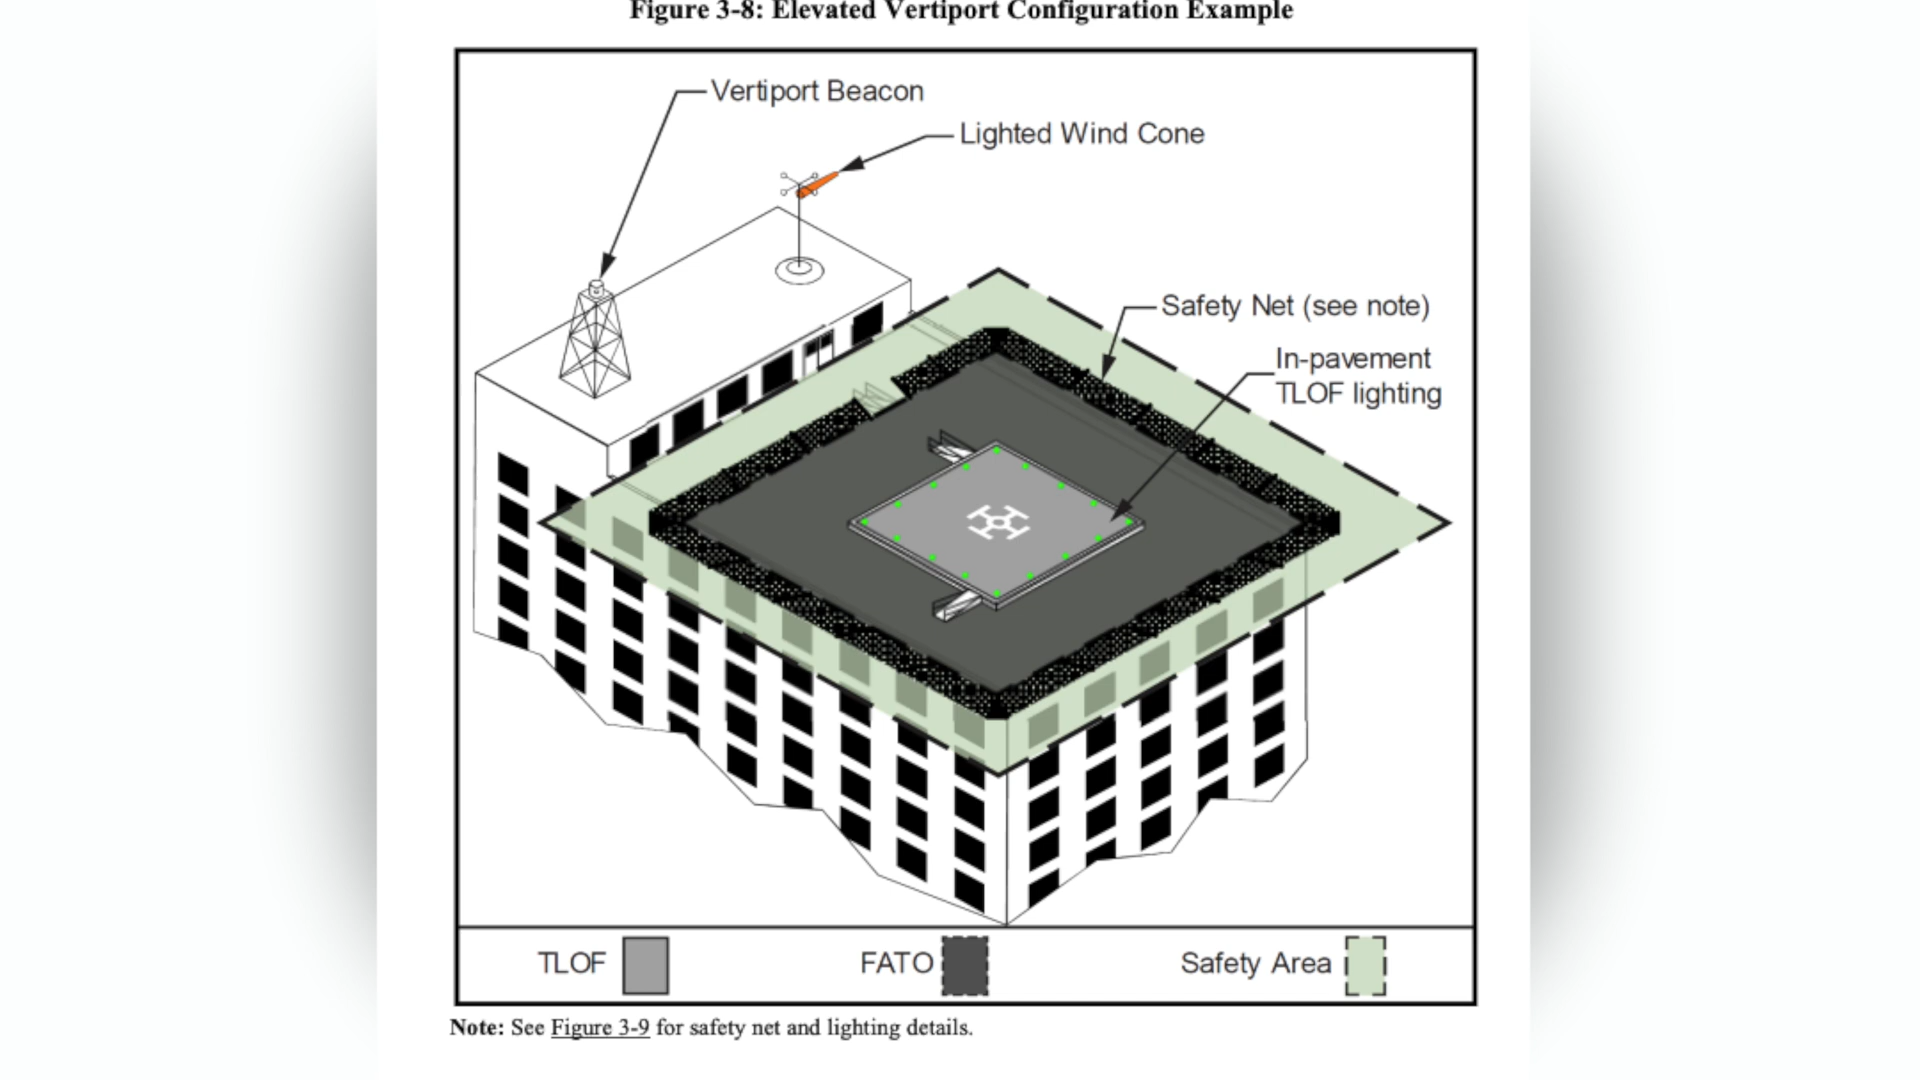 Figure 3-8: Elevated Vertiport Configuration Example
Vertiport Beacon
Lighted Wind Cone
Safety Net (see note)
In-pavement
TLOF lighting
TLOF
FATO
Safety Area
Note: See Figure 3-9 for safety net and lighting details.